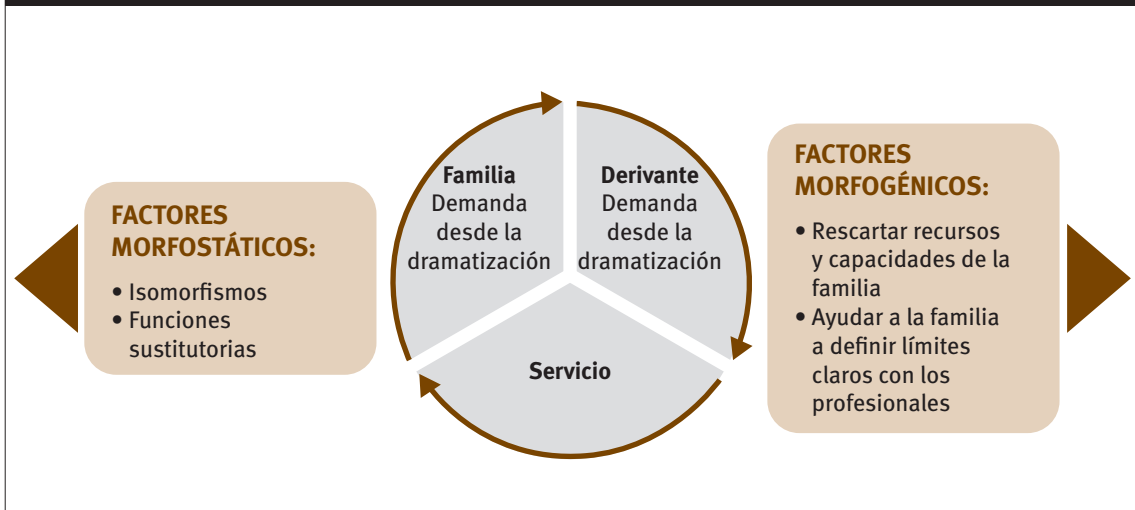 FACTORES
MORFOSTÁTICOS:
• Isomorfismos
• Funciones
sustitutorias
Familia
Demanda
desde la
dramatización
Derivante
Demanda
desde la
dramatización
Servicio
FACTORES
MORFOGÉNICOS:
• Rescartar recursos
y capacidades de la
familia
• Ayudar a la familia
a definir límites
claros con los
profesionales